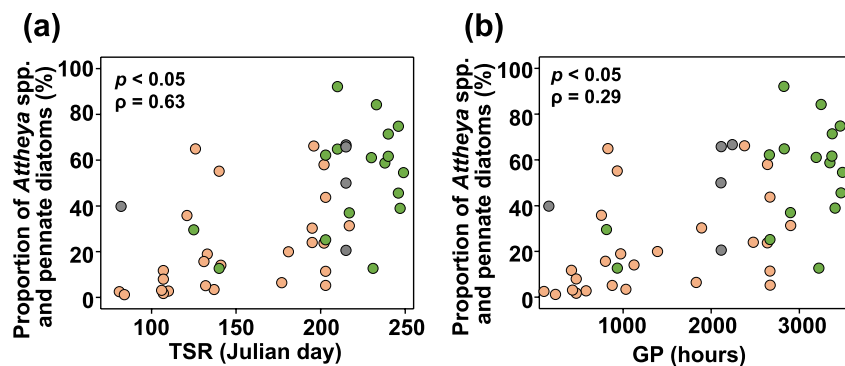 (a)
Proportion of Attheya spp.
and pennate diatoms (%)
100
80
60
40
20
0
p < 0.05
ρ = 0.63
100
150
200
250
TSR (Julian day)
(b)
Proportion of Attheya spp.
and pennate diatoms (%)
100
80
60
40
20
0
p < 0.05
ρ = 0.29
1000
2000
3000
GP (hours)